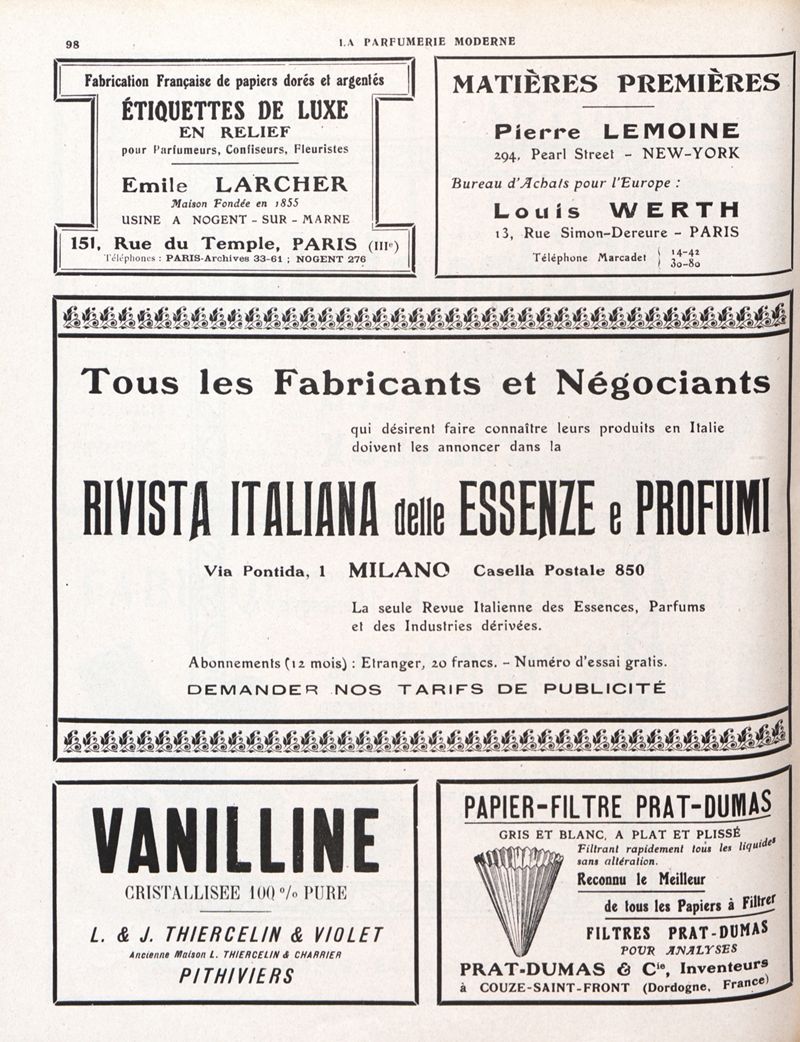 98
LA PARFUMERIE MODERNE
Fabrication Française de papiers dorés et argentés
ÉTIQUETTES DE LUXE
EN RELIEF
pour Parfumeurs, Confiseurs, Fleuristes
Emile LARCHER
Maison Fondée en 1855
USINE A NOGENT-SUR-MARNE
151, Rue du Temple, PARIS (IIIe)
Téléphones : PARIS-Archives 33-61 ; NOGENT 276
MATIÈRES PREMIÈRES
Pierre LEMOINE
294, Pearl Street - NEW-YORK
Bureau d'Achats pour l'Europe :
Louis WERTH
13, Rue Simon-Dereure - PARIS
Téléphone Marcadet { 14-42
30-80
Tous les Fabricants et Négociants
qui désirent faire connaître leurs produits en Italie
doivent les annoncer dans la
RIVISTA ITALIANA delle ESSENZE e PROFUMI
Via Pontida, 1 MILANO Casella Postale 850
La seule Revue Italienne des Essences, Parfums
et des Industries dérivées.
Abonnements (12 mois) : Etranger, 20 francs. - Numéro d'essai gratis.
DEMANDER NOS TARIFS DE PUBLICITÉ
VANILLINE
CRISTALLISEE 100 % PURE
L. & J. THIERCELIN & VIOLET
Ancienne Maison L. THIERCELIN & CHARRIER
PITHIVIERS
PAPIER-FILTRE PRAT-DUMAS
GRIS ET BLANC, A PLAT ET PLISSÉ
Filtrant rapidement tous les liquides
sans altération.
Reconnu le Meilleur
de tous les Papiers à Filtrer
FILTRES PRAT-DUMAS
POUR ANALYSES
PRAT-DUMAS & Cie, Inventeurs
à COUZE-SAINT-FRONT (Dordogne, France)